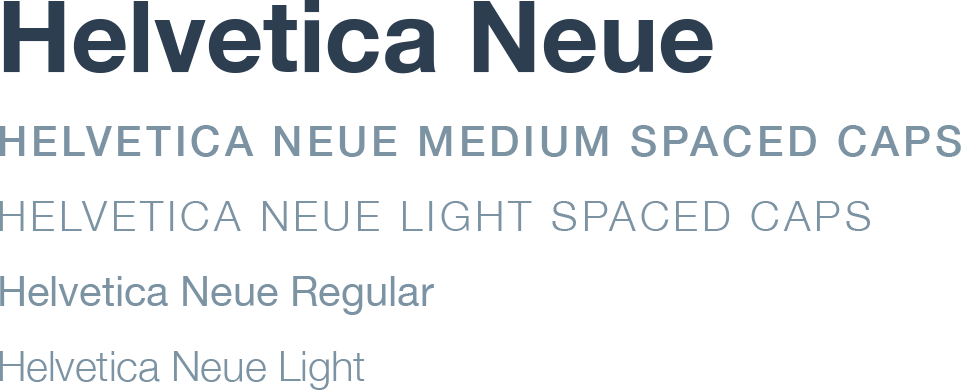 Helvetica Neue
HELVETICA NEUE MEDIUM SPACED CAPS
HELVETICA NEUE LIGHT SPACED CAPS
Helvetica Neue Regular
Helvetica Neue Light